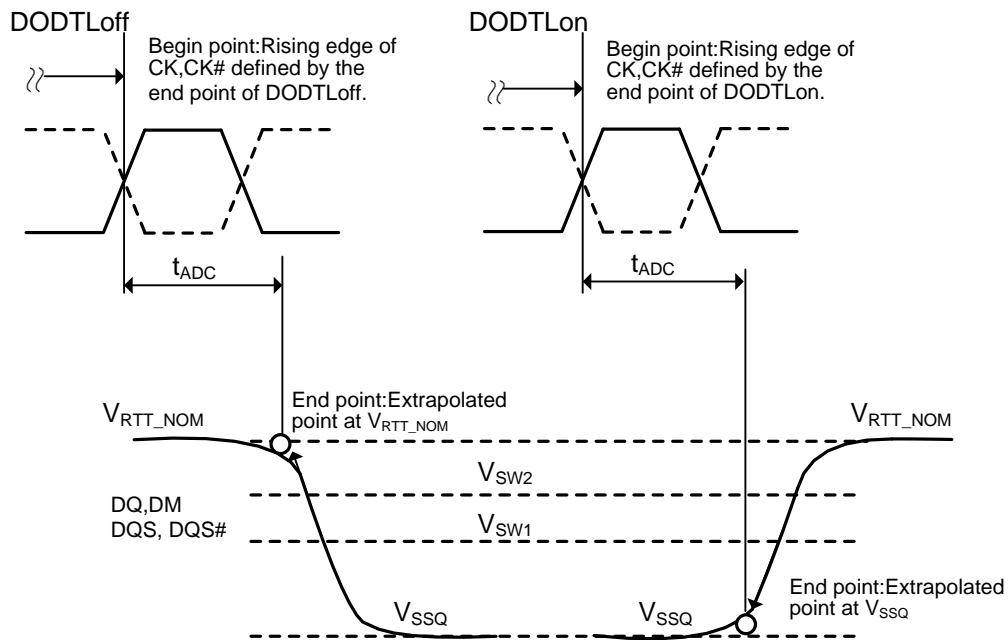 DODTLoff
Begin point:Rising edge of
CK,CK# defined by the
end point of DODTLoff.
DODTLon
Begin point:Rising edge of
CK,CK# defined by the
end point of DODTLon.
tADC
tADC
End point:Extrapolated
point at VRTT_NOM
VRTT_NOM
VRTT_NOM
VSW2
DQ,DM
DQS, DQS#
VSW1
VSSQ
VSSQ
End point:Extrapolated
point at VSSQ